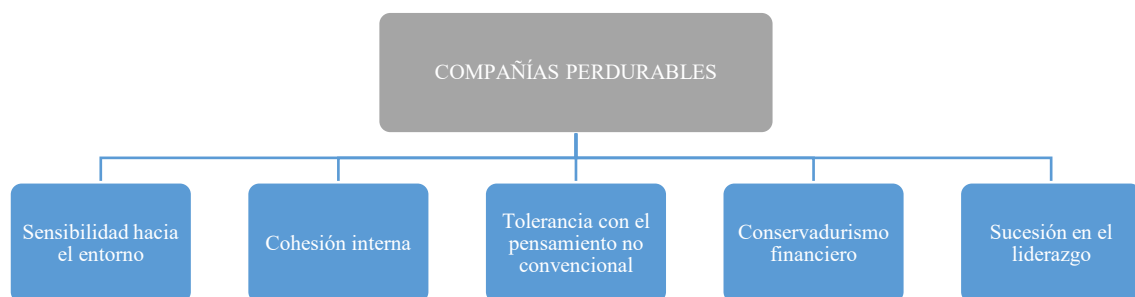 COMPAÑÍAS PERDURABLES
Sensibilidad hacia
el entorno
Cohesión interna
Tolerancia con el
pensamiento no
convencional
Conservadurismo
financiero
Sucesión en el
liderazgo